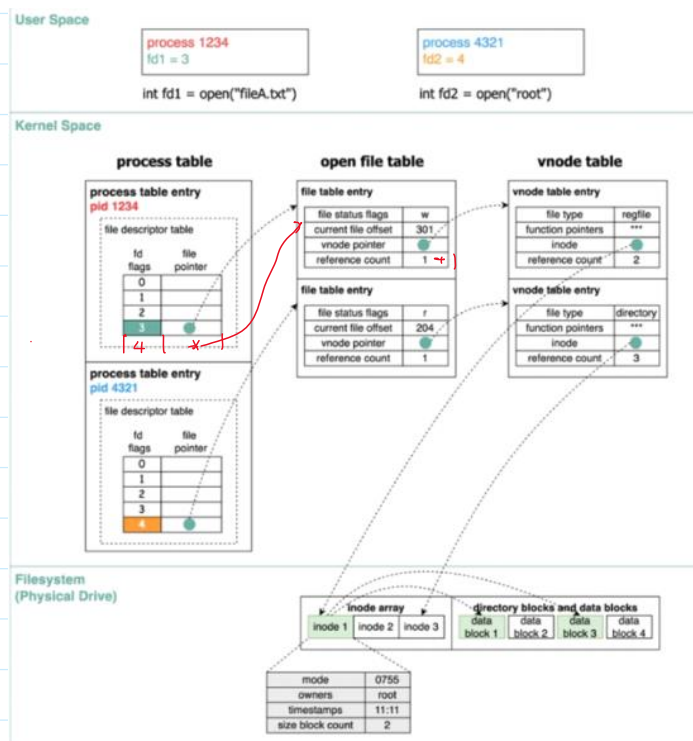 User Space
process 1234
fd1 = 3
int fd1 = open("fileA.txt")
process 4321
fd2 = 4
int fd2 = open("root")
Kernel Space
process table
process table entry
pid 1234
file descriptor table
fd flags
file pointer
0
1
2
3
4 x
process table entry
pid 4321
file descriptor table
fd flags
file pointer
0
1
2
3
4
open file table
file table entry
file status flags w
current file offset 301
vnode pointer
reference count 1 +1
file table entry
file status flags r
current file offset 204
vnode pointer
reference count 1
vnode table
vnode table entry
file type regfile
function pointers ***
inode
reference count 2
vnode table entry
file type directory
function pointers ***
inode
reference count 3
Filesystem
(Physical Drive)
inode array
inode 1 inode 2 inode 3
directory blocks and data blocks
data block 1
data block 2
data block 3
data block 4
mode 0755
owners root
timestamps 11:11
size block count 2